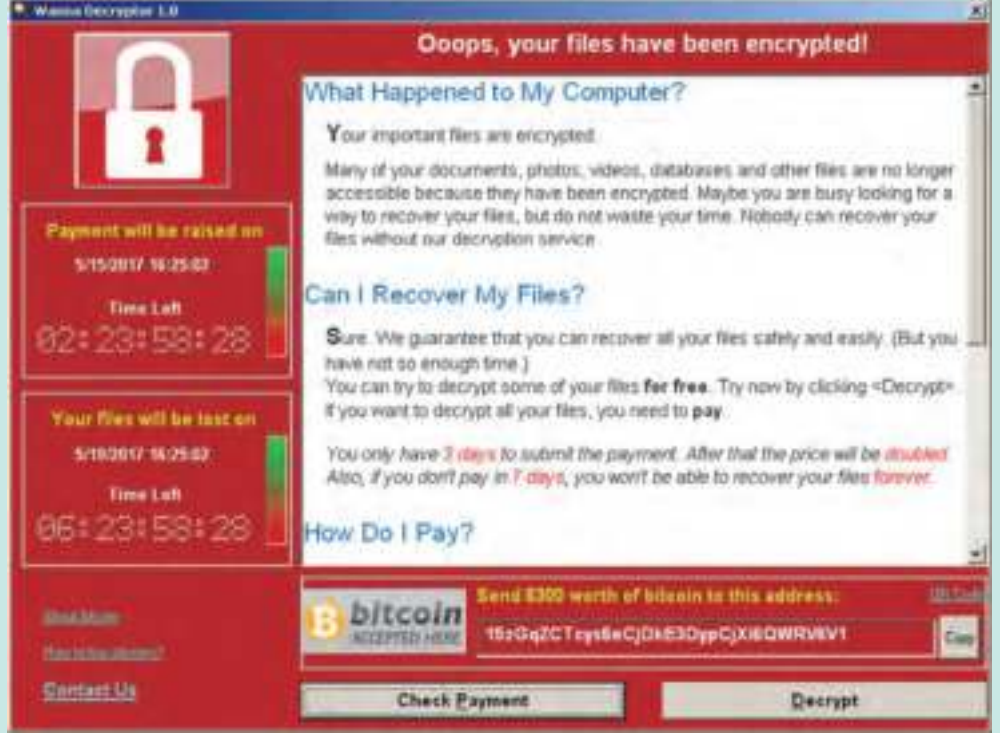 Wanna Decryptor 1.0
Ooops, your files have been encrypted!
What Happened to My Computer?
Your important files are encrypted.
Many of your documents, photos, videos, databases and other files are no longer
accessible because they have been encrypted. Maybe you are busy looking for a
way to recover your files, but do not waste your time. Nobody can recover your
files without our decryption service
Payment will be raised on
5/15/2017 16:25:02
Time Left
02:23:58:28
Can I Recover My Files?
Sure. We guarantee that you can recover all your files safely and easily. (But you
have not so enough time.)
You can try to decrypt some of your files for free. Try now by clicking <Decrypt>.
If you want to decrypt all your files, you need to pay.
You only have 3 days to submit the payment. After that the price will be doubled.
Also, if you don't pay in 7 days, you won't be able to recover your files forever.
Your files will be lost on
5/19/2017 16:25:02
Time Left
06:23:58:28
How Do I Pay?
bitcoin
ACCEPTED HERE
Send $300 worth of bitcoin to this address:
Copy
Contact Us
Check Payment
Decrypt